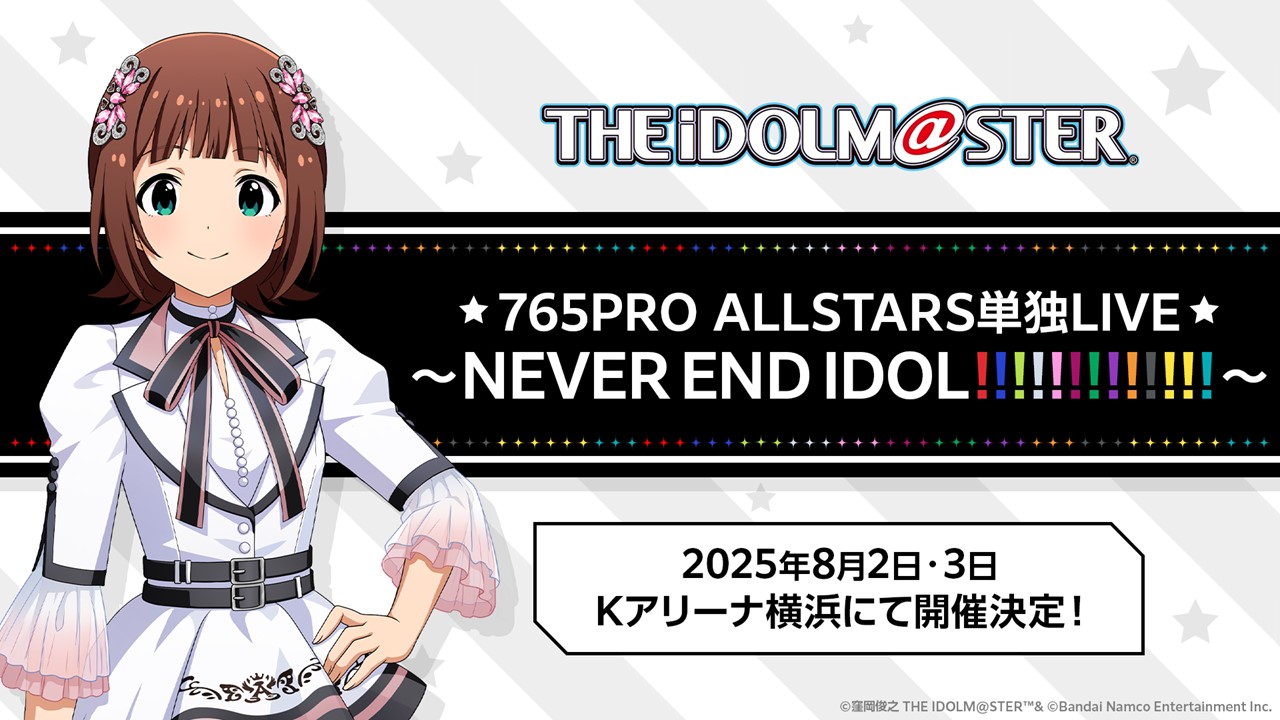 THE iDOLM@STER®
★765PRO ALLSTARS単独LIVE★
～NEVER END IDOL!!!!!!!!!!!!!～
2025年8月2日・3日
Kアリーナ横浜にて開催決定！
©窪岡俊之 THE IDOLM@STER™& ©Bandai Namco Entertainment Inc.